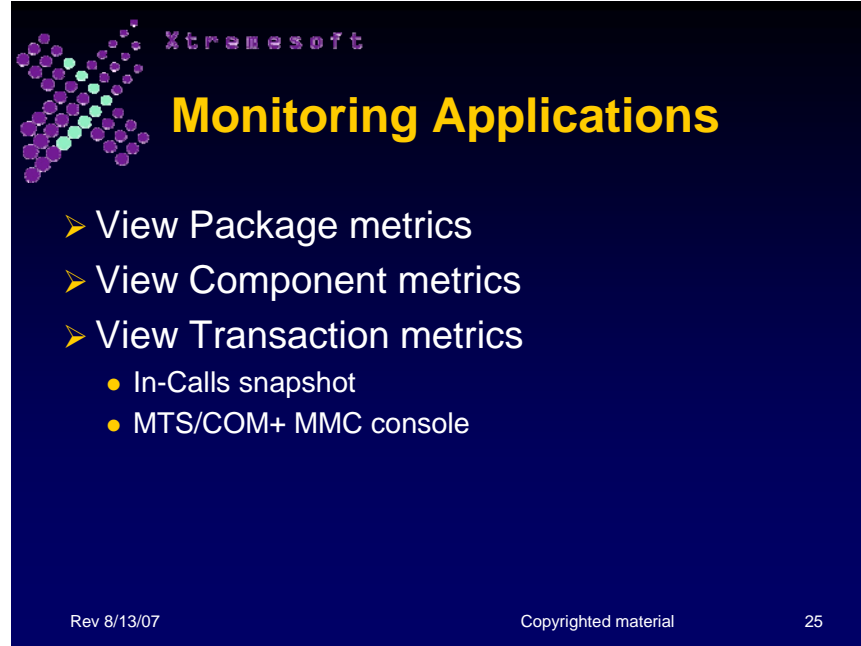 Xtremesoft
Monitoring Applications
View Package metrics
View Component metrics
View Transaction metrics
In-Calls snapshot
MTS/COM+ MMC console
Rev 8/13/07
Copyrighted material
25